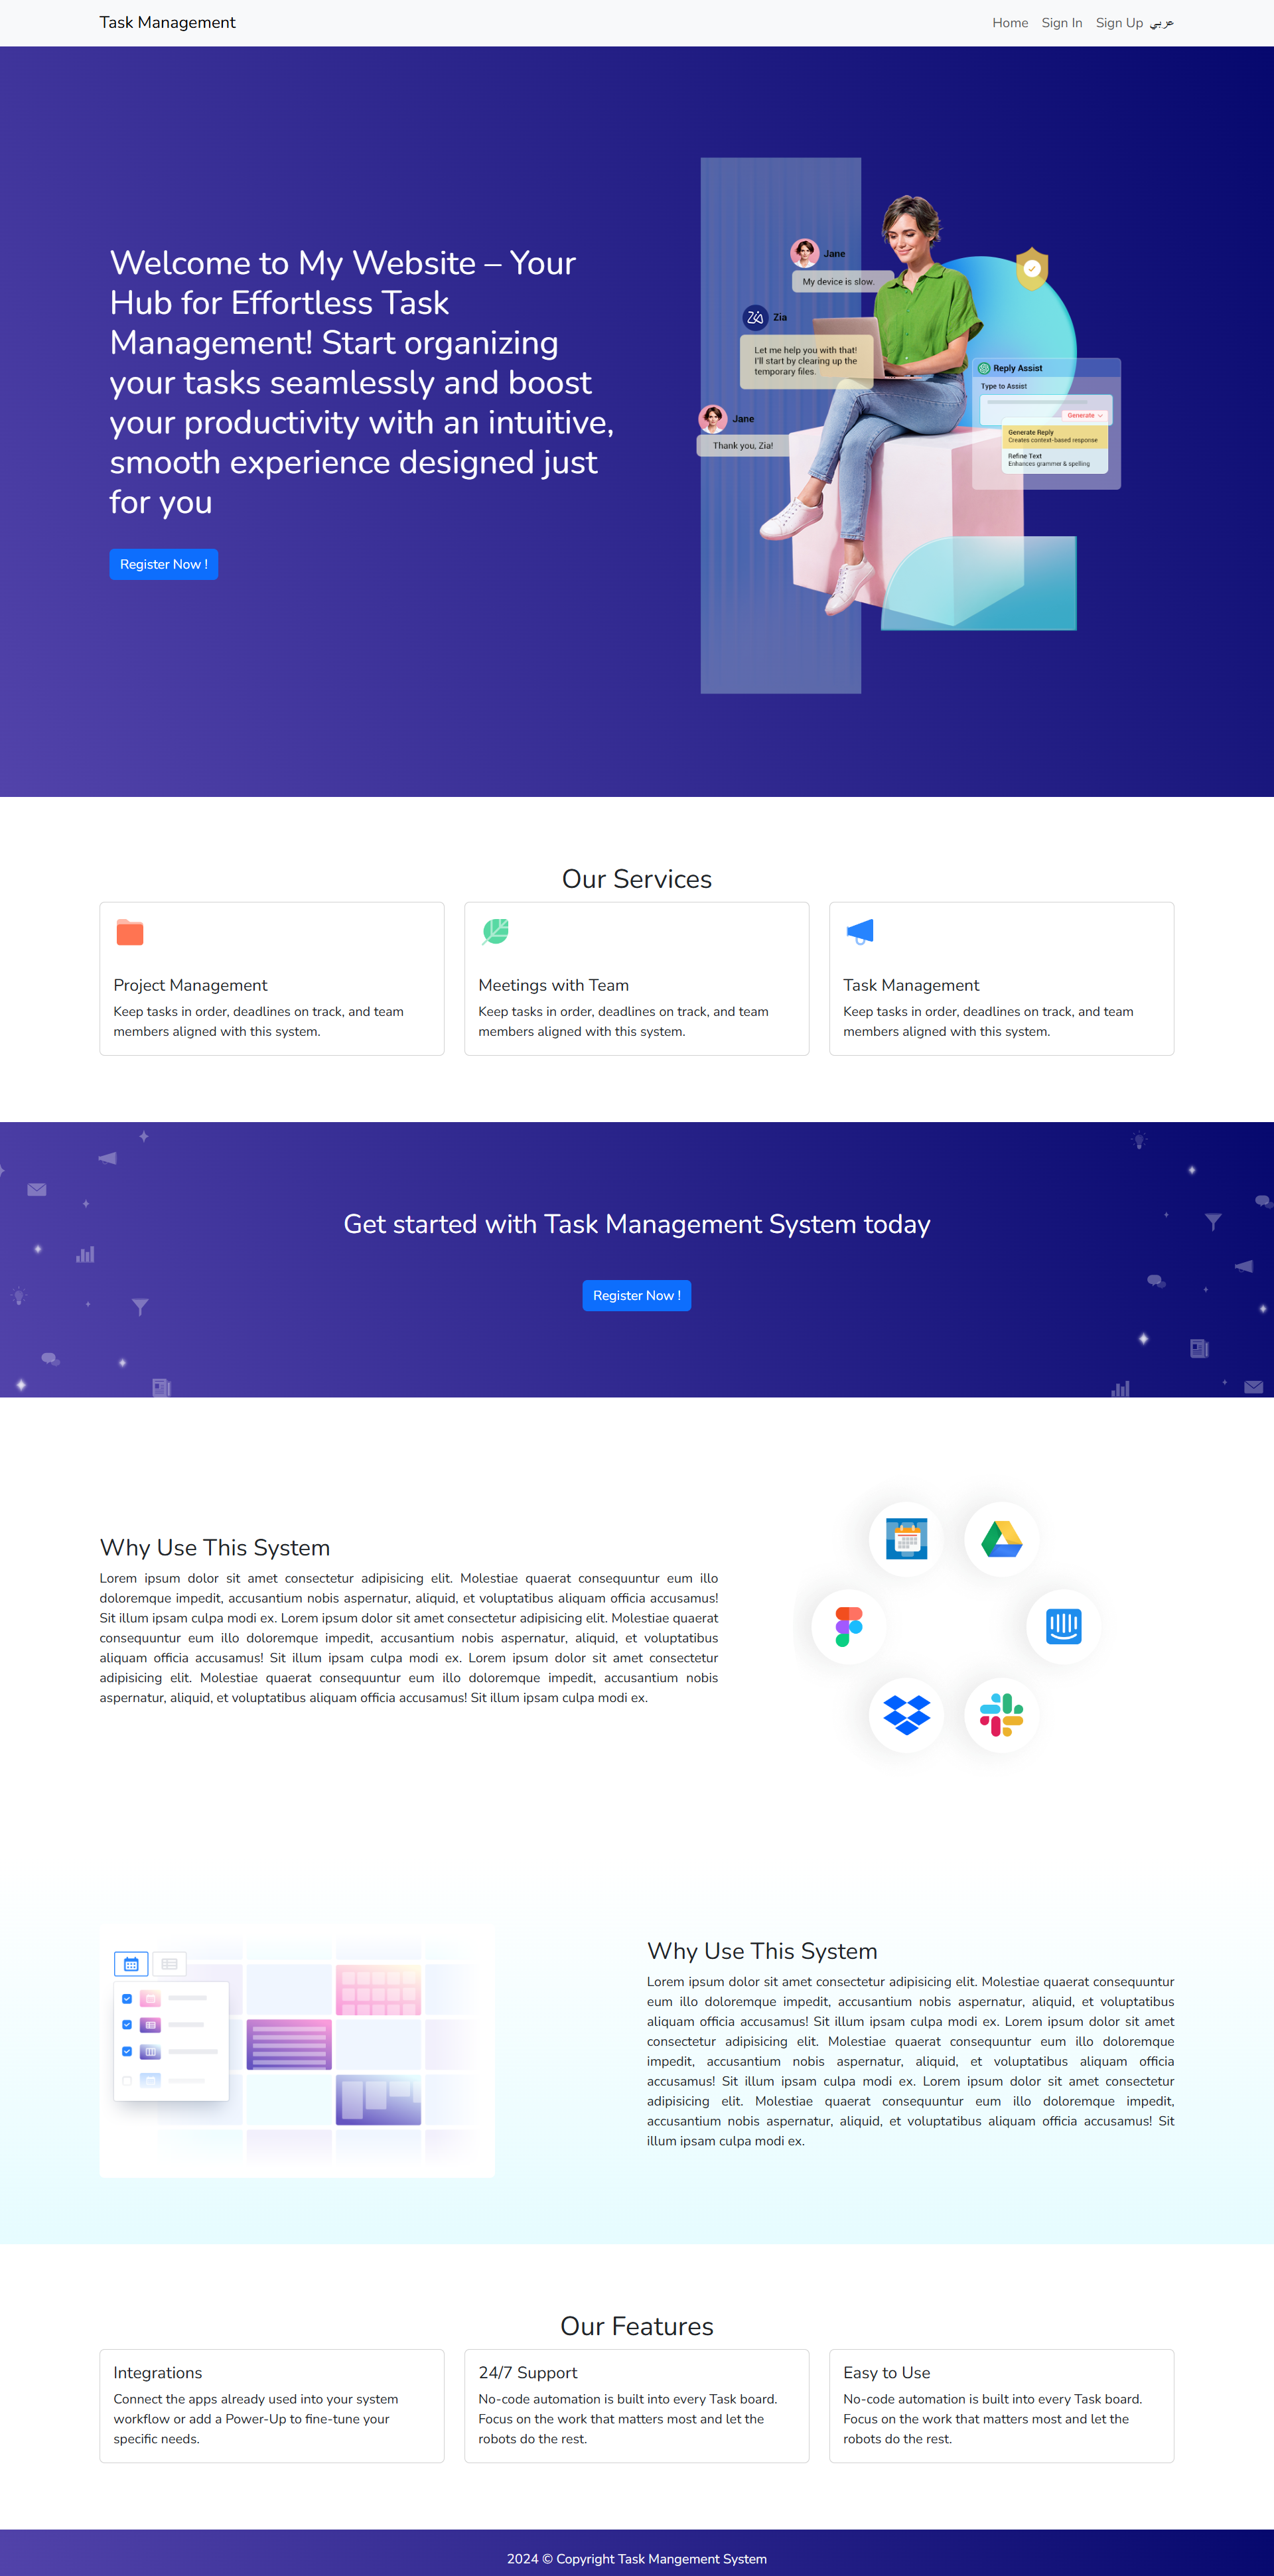 Task Management
Home Sign In Sign Up عربي
Welcome to My Website – Your
Hub for Effortless Task
Management! Start organizing
your tasks seamlessly and boost
your productivity with an intuitive,
smooth experience designed just
for you
Register Now !
Jane
My device is slow.
Zia
Let me help you with that!
I'll start by clearing up the
temporary files.
Jane
Thank you, Zia!
Reply Assist
Type to Assist
Generate
Generate Reply
Creates context-based response
Refine Text
Enhances grammer & spelling
Our Services
Project Management
Keep tasks in order, deadlines on track, and team
members aligned with this system.
Meetings with Team
Keep tasks in order, deadlines on track, and team
members aligned with this system.
Task Management
Keep tasks in order, deadlines on track, and team
members aligned with this system.
Get started with Task Management System today
Register Now !
Why Use This System
Lorem ipsum dolor sit amet consectetur adipisicing elit. Molestiae quaerat consequuntur eum illo
doloremque impedit, accusantium nobis aspernatur, aliquid, et voluptatibus aliquam officia accusamus!
Sit illum ipsam culpa modi ex. Lorem ipsum dolor sit amet consectetur adipisicing elit. Molestiae quaerat
consequuntur eum illo doloremque impedit, accusantium nobis aspernatur, aliquid, et voluptatibus
aliquam officia accusamus! Sit illum ipsam culpa modi ex. Lorem ipsum dolor sit amet consectetur
adipisicing elit. Molestiae quaerat consequuntur eum illo doloremque impedit, accusantium nobis
aspernatur, aliquid, et voluptatibus aliquam officia accusamus! Sit illum ipsam culpa modi ex.
Why Use This System
Lorem ipsum dolor sit amet consectetur adipisicing elit. Molestiae quaerat consequuntur
eum illo doloremque impedit, accusantium nobis aspernatur, aliquid, et voluptatibus
aliquam officia accusamus! Sit illum ipsam culpa modi ex. Lorem ipsum dolor sit amet
consectetur adipisicing elit. Molestiae quaerat consequuntur eum illo doloremque
impedit, accusantium nobis aspernatur, aliquid, et voluptatibus aliquam officia
accusamus! Sit illum ipsam culpa modi ex. Lorem ipsum dolor sit amet consectetur
adipisicing elit. Molestiae quaerat consequuntur eum illo doloremque impedit,
accusantium nobis aspernatur, aliquid, et voluptatibus aliquam officia accusamus! Sit
illum ipsam culpa modi ex.
Our Features
Integrations
Connect the apps already used into your system
workflow or add a Power-Up to fine-tune your
specific needs.
24/7 Support
No-code automation is built into every Task board.
Focus on the work that matters most and let the
robots do the rest.
Easy to Use
No-code automation is built into every Task board.
Focus on the work that matters most and let the
robots do the rest.
2024 © Copyright Task Mangement System